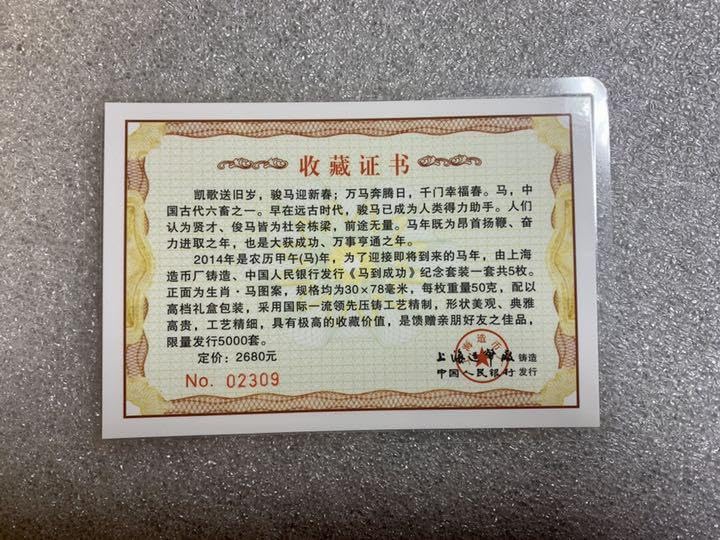 收藏证书
凯歌送旧岁，骏马迎新春；万马奔腾日，千门幸福春。马，中
国古代六畜之一。早在远古时代，骏马已成为人类得力助手。人们
认为贤才、俊马皆为社会栋梁，前途无量。马年既为昂首扬鞭、奋
力进取之年，也是大获成功、万事亨通之年。
2014年是农历甲午(马)年，为了迎接即将到来的马年，由上海
造币厂铸造、中国人民银行发行《马到成功》纪念套装一套共5枚。
正面为生肖·马图案，规格均为30×78毫米，每枚重量50克，配以
高档礼盒包装，采用国际一流领先压铸工艺精制，形状美观、典雅
高贵，工艺精细，具有极高的收藏价值，是馈赠亲朋好友之佳品，
限量发行5000套。
定价：2680元
上海造币厂 铸造
No. 02309
中国人民银行 发行